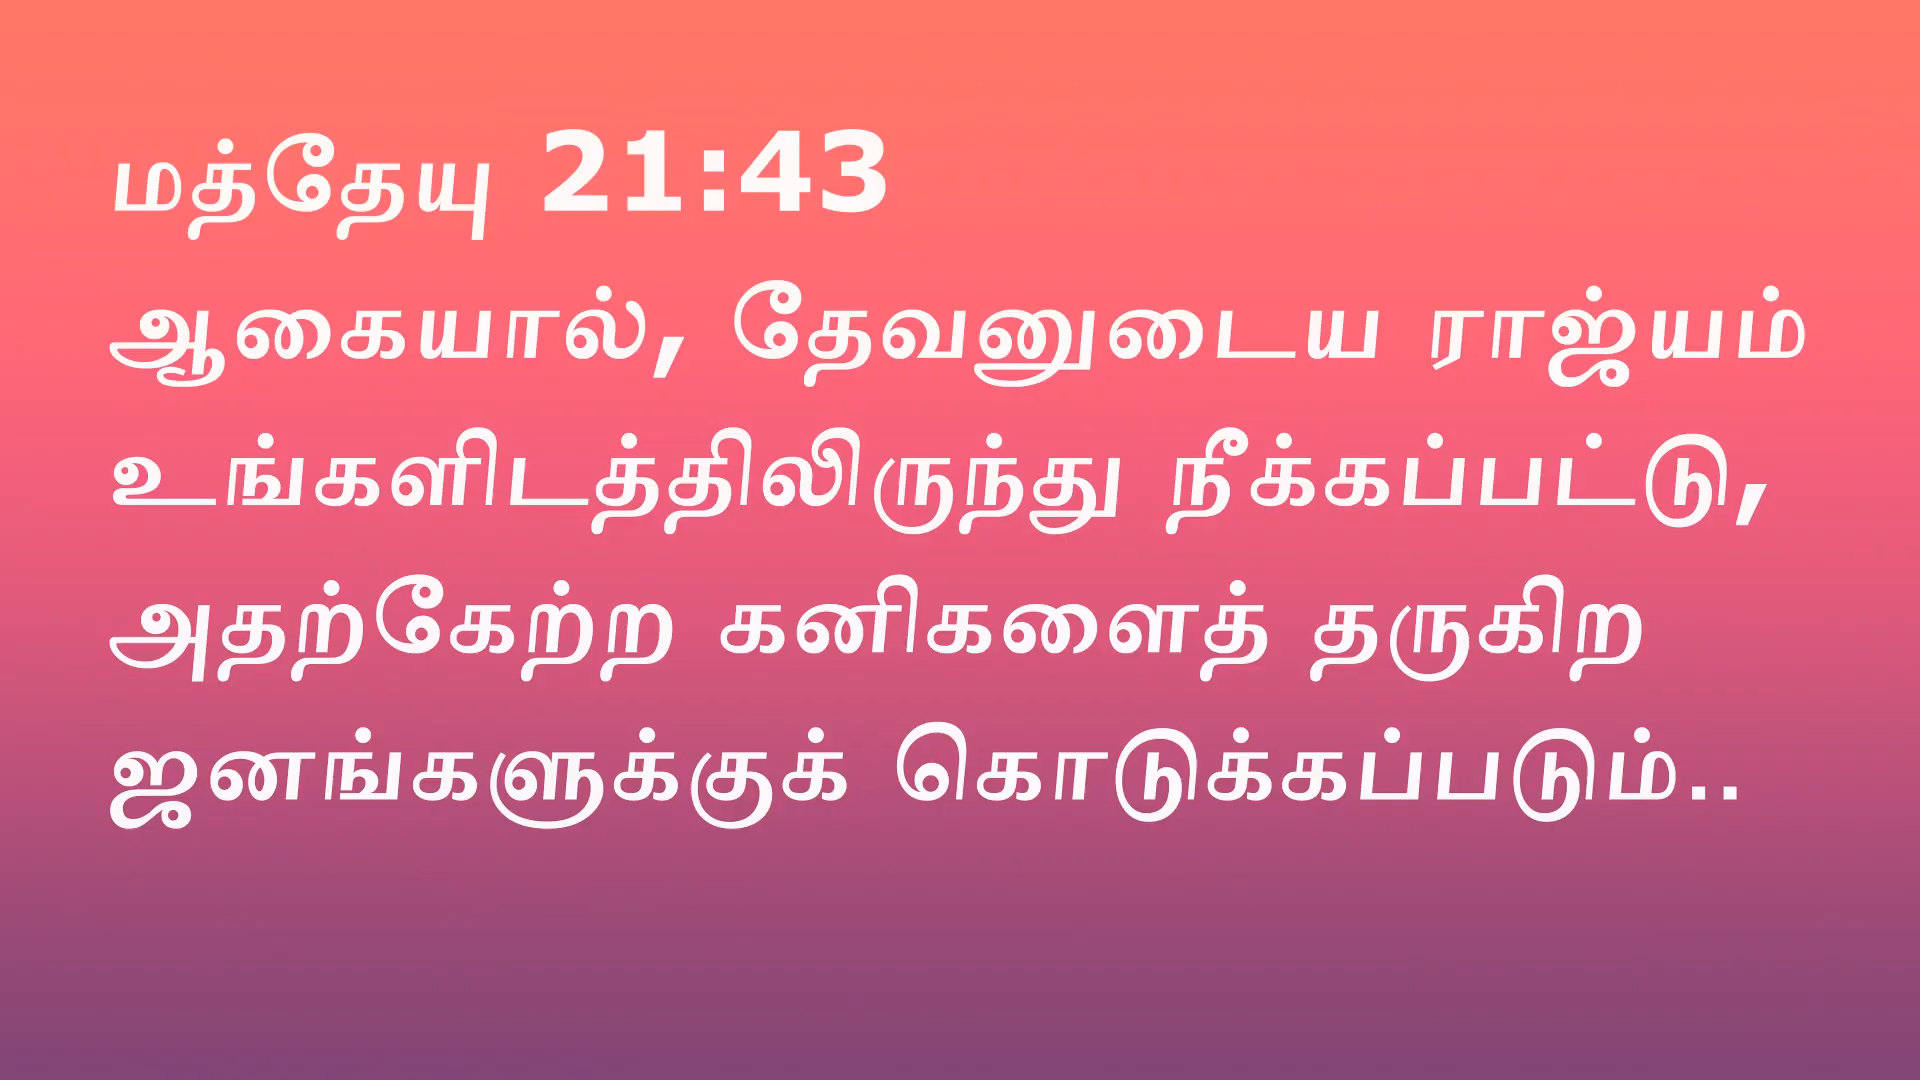 மத்தேயு 21:43
ஆகையால், தேவனுடைய ராஜ்யம்
உங்களிடத்திலிருந்து நீக்கப்பட்டு,
அதற்கேற்ற கனிகளைத் தருகிற
ஜனங்களுக்குக் கொடுக்கப்படும்..